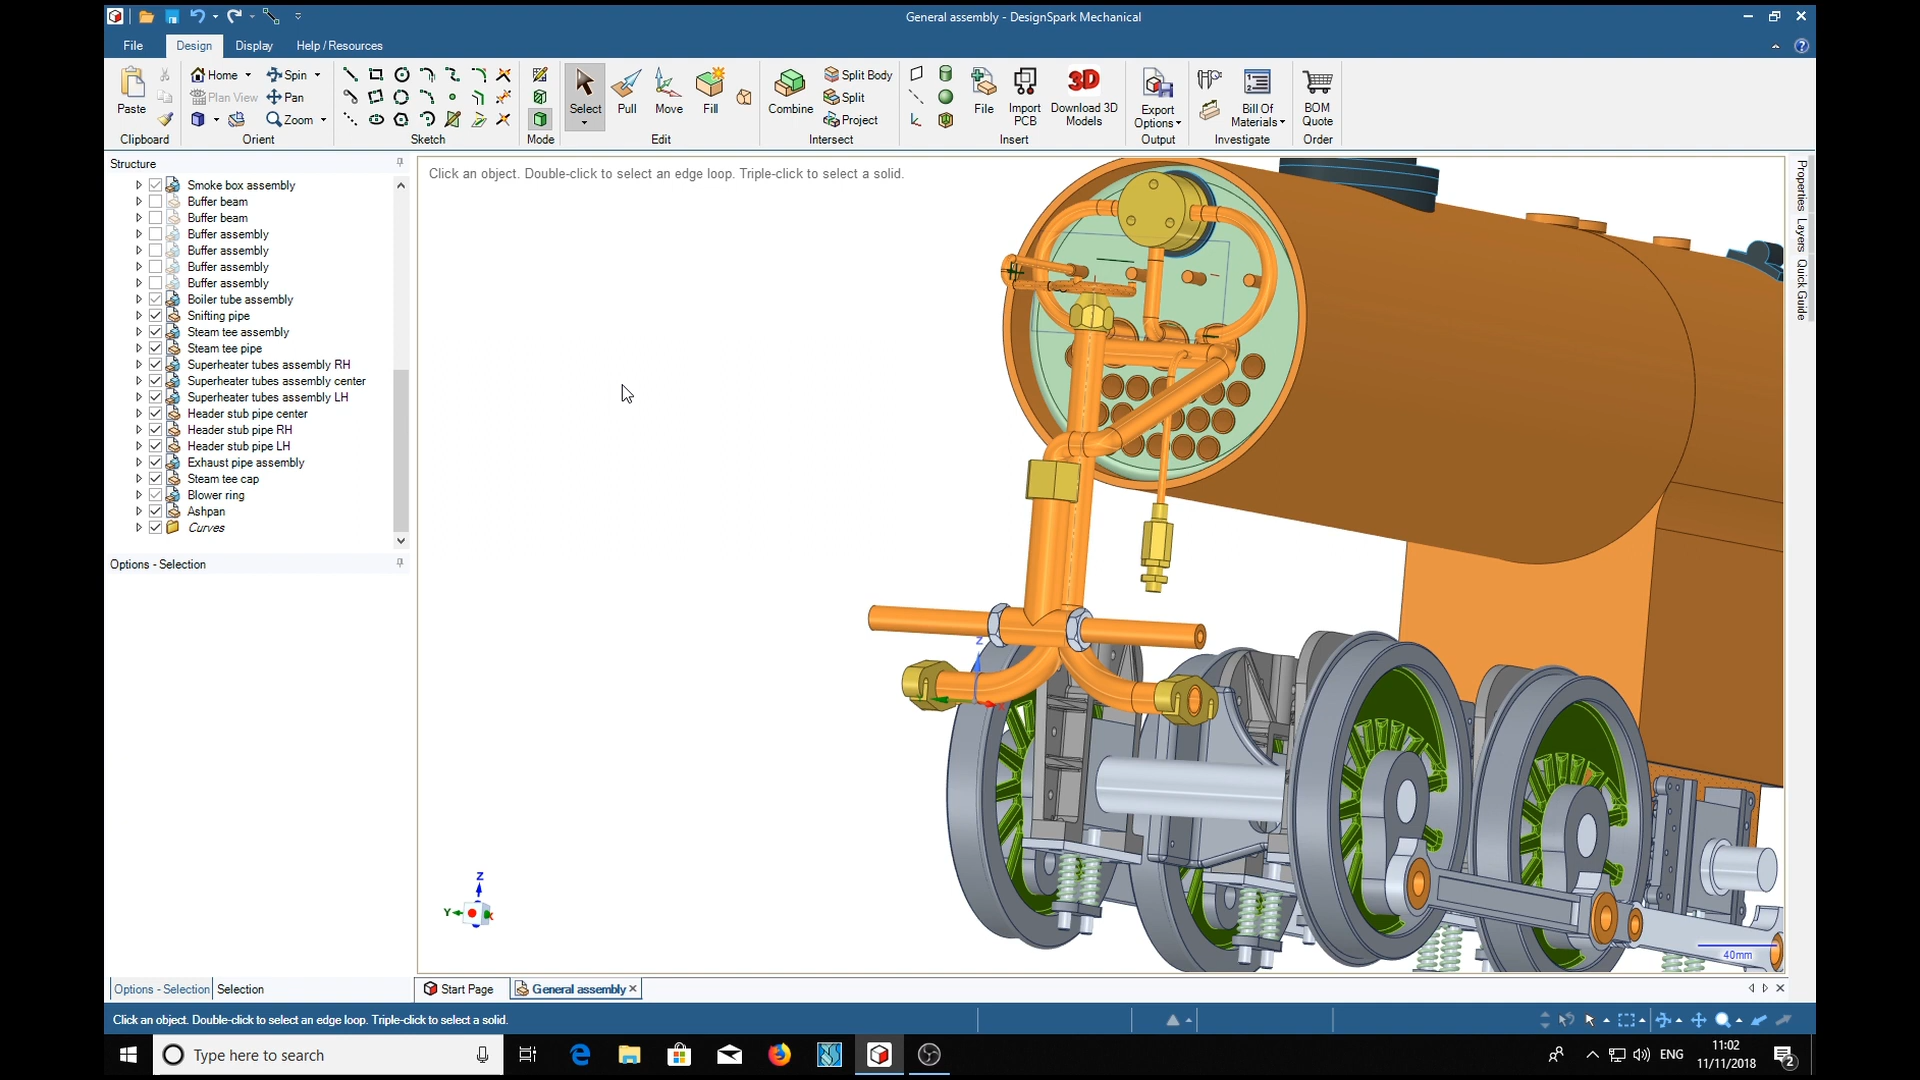 General assembly - DesignSpark Mechanical
File
Design
Display
Help / Resources
Paste
Clipboard
Home
Plan View
Spin
Pan
Zoom
Orient
Sketch
Mode
Select
Pull
Move
Fill
Edit
Combine
Split Body
Split
Project
Intersect
File
Import PCB
Download 3D Models
3D
Insert
Export Options
Output
Bill Of Materials
Investigate
BOM Quote
Order
Structure
Smoke box assembly
Buffer beam
Buffer beam
Buffer assembly
Buffer assembly
Buffer assembly
Buffer assembly
Boiler tube assembly
Snifting pipe
Steam tee assembly
Steam tee pipe
Superheater tubes assembly RH
Superheater tubes assembly center
Superheater tubes assembly LH
Header stub pipe center
Header stub pipe RH
Header stub pipe LH
Exhaust pipe assembly
Steam tee cap
Blower ring
Ashpan
Curves
Options - Selection
Click an object. Double-click to select an edge loop. Triple-click to select a solid.
Properties
Layers
Quick Guide
Z
X
Z
Y
X
40mm
Options - Selection
Selection
Start Page
General assembly
Click an object. Double-click to select an edge loop. Triple-click to select a solid.
Type here to search
ENG
11:02
11/11/2018
2